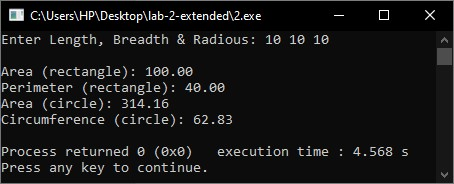 C:\Users\HP\Desktop\lab-2-extended\2.exe
Enter Length, Breadth & Radious: 10 10 10
Area (rectangle): 100.00
Perimeter (rectangle): 40.00
Area (circle): 314.16
Circumference (circle): 62.83
Process returned 0 (0x0)   execution time : 4.568 s
Press any key to continue.